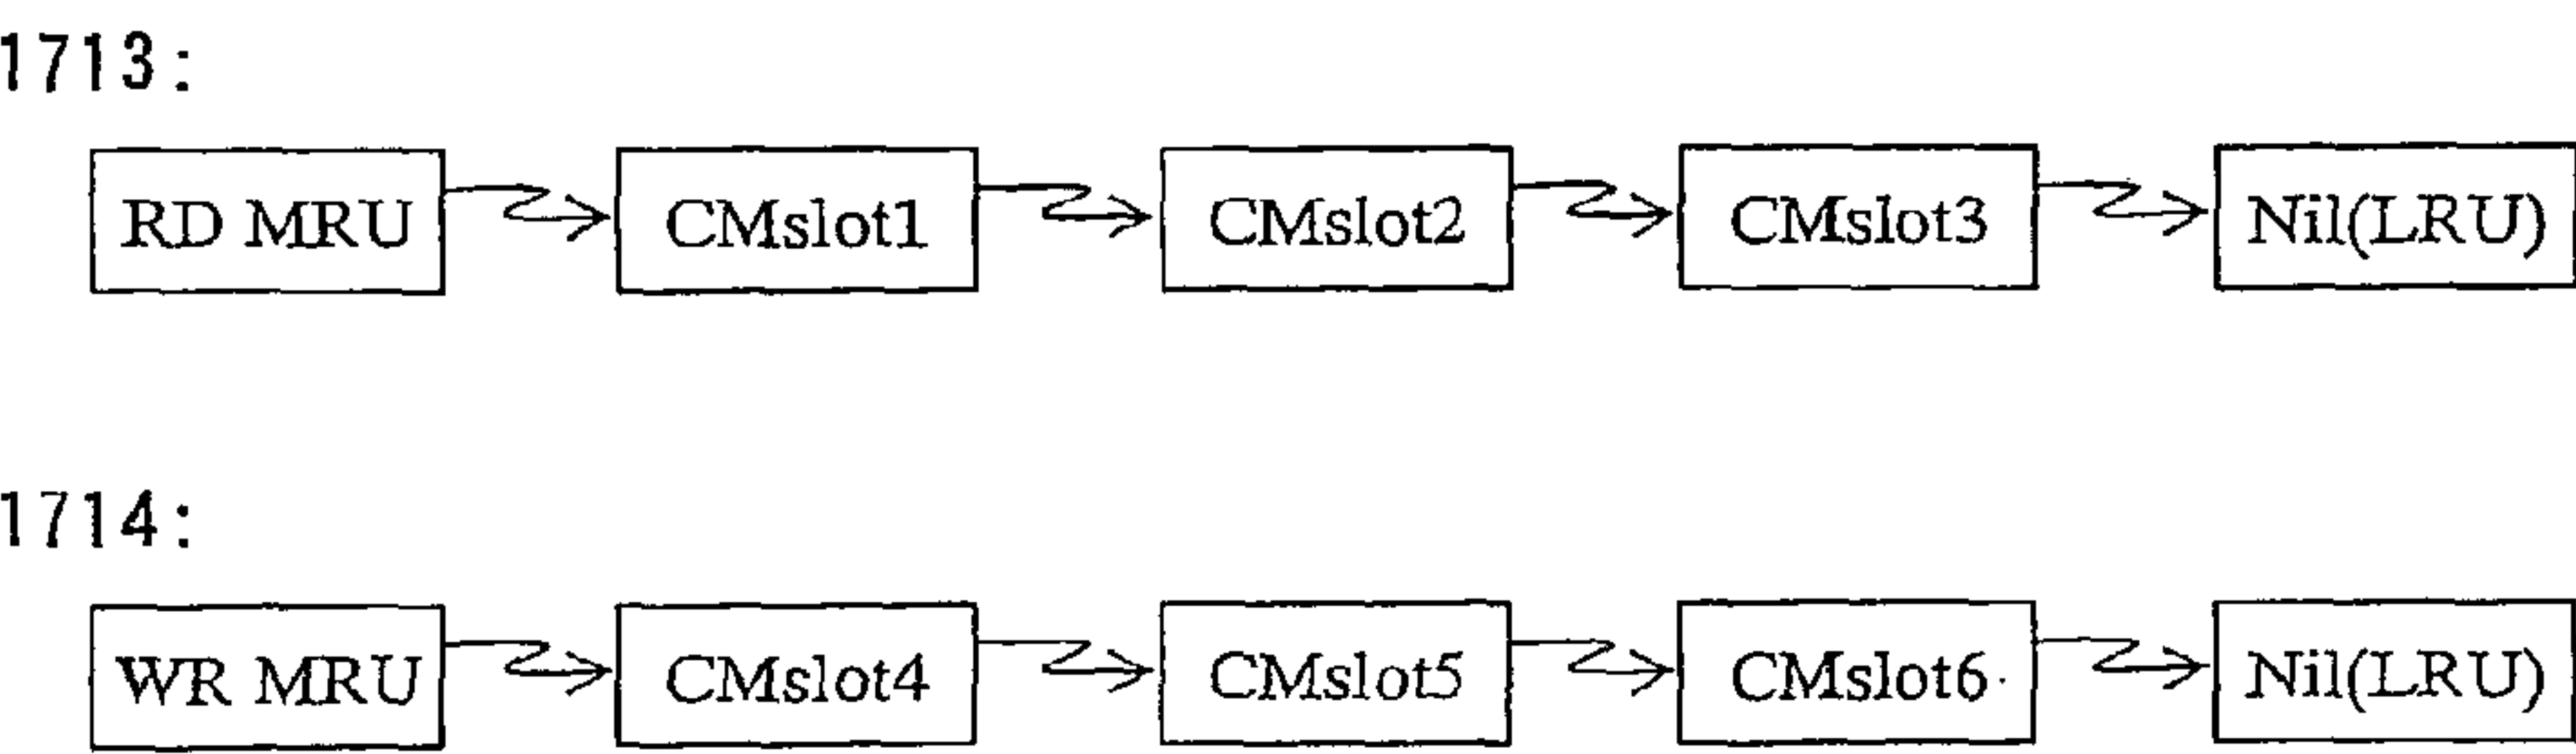 1713:
RD MRU CMslot1 CMslot2 CMslot3 Nil(LRU)
1714:
WR MRU CMslot4 CMslot5 CMslot6 Nil(LRU)